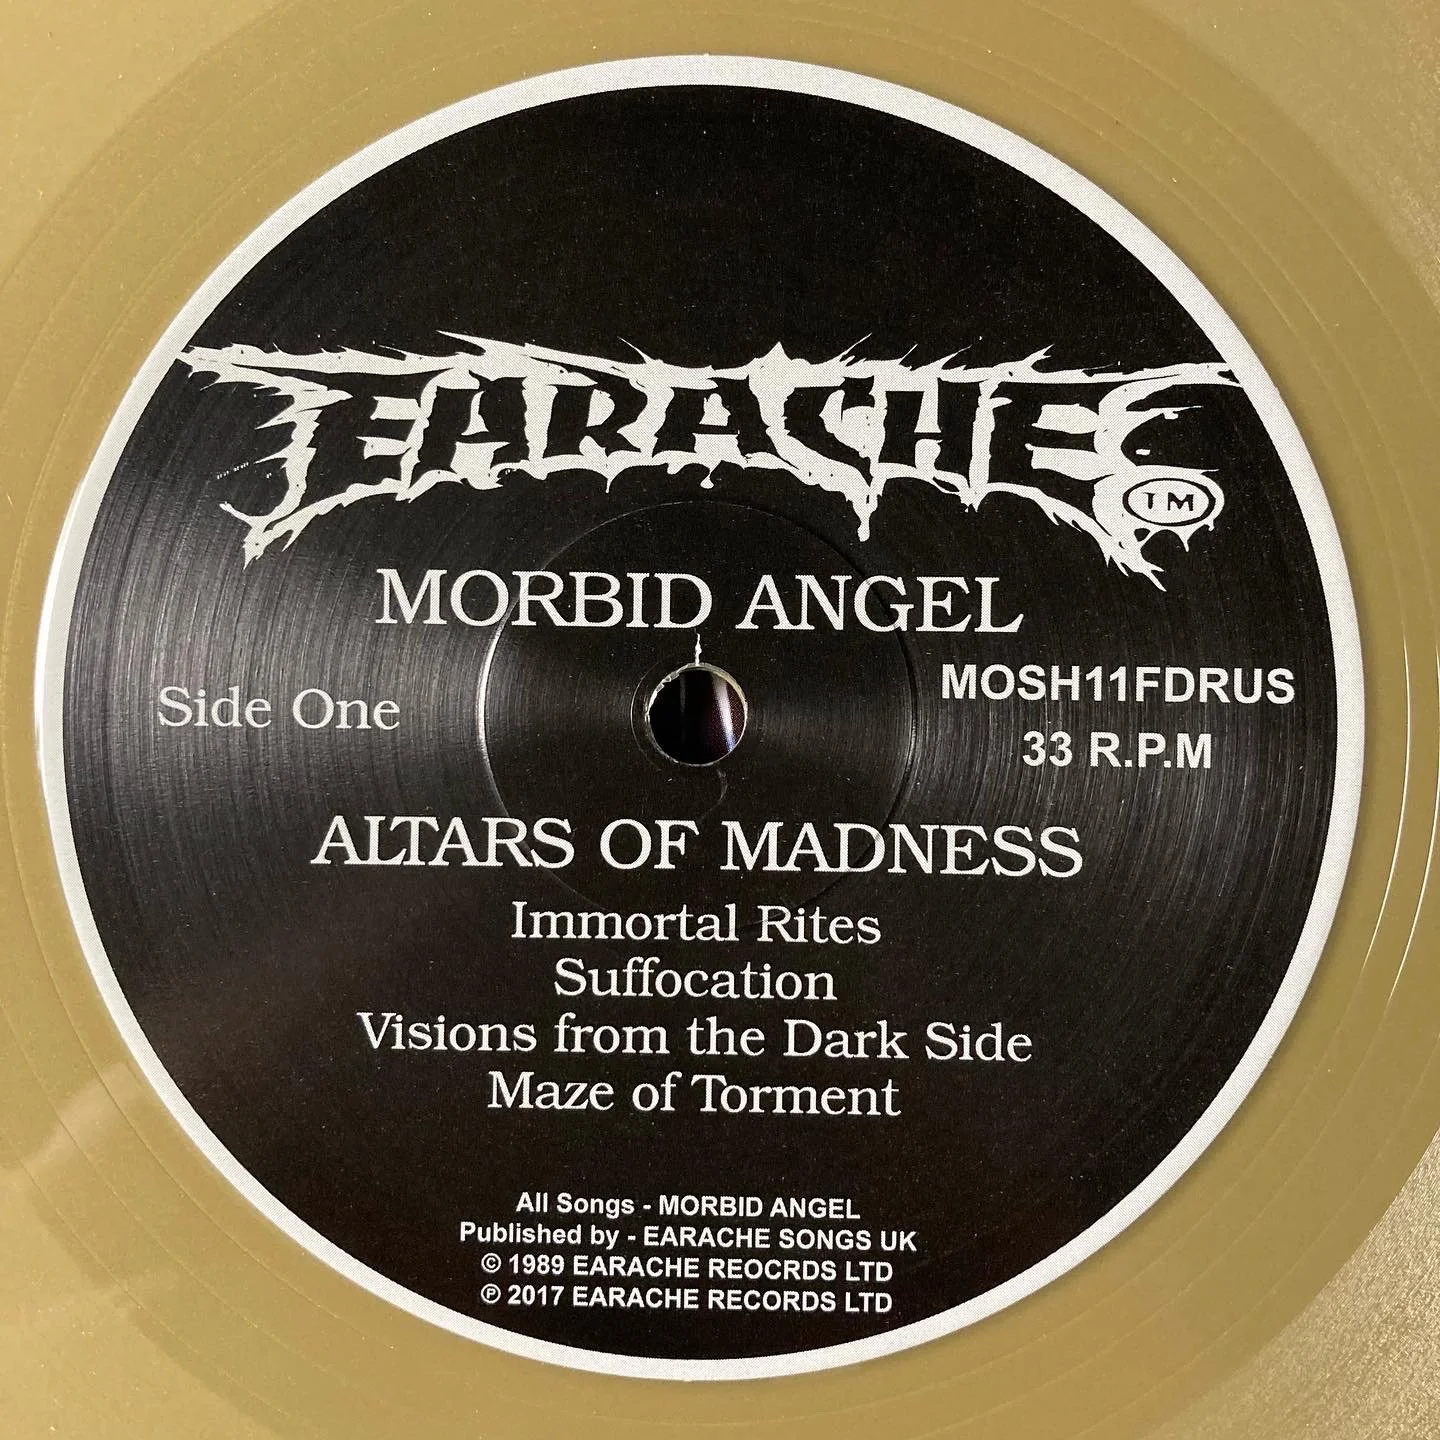 EARACHE
TM
MORBID ANGEL
Side One
MOSH11FDRUS
33 R.P.M
ALTARS OF MADNESS
Immortal Rites
Suffocation
Visions from the Dark Side
Maze of Torment
All Songs - MORBID ANGEL
Published by - EARACHE SONGS UK
© 1989 EARACHE REOCRDS LTD
℗ 2017 EARACHE RECORDS LTD